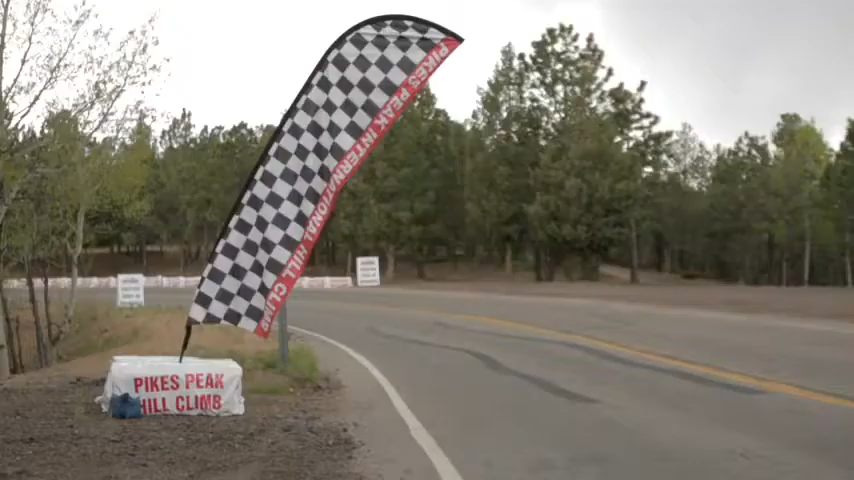 PIKES PEAK INTERNATIONAL HILL CLIMB
PIKES PEAK
HILL CLIMB